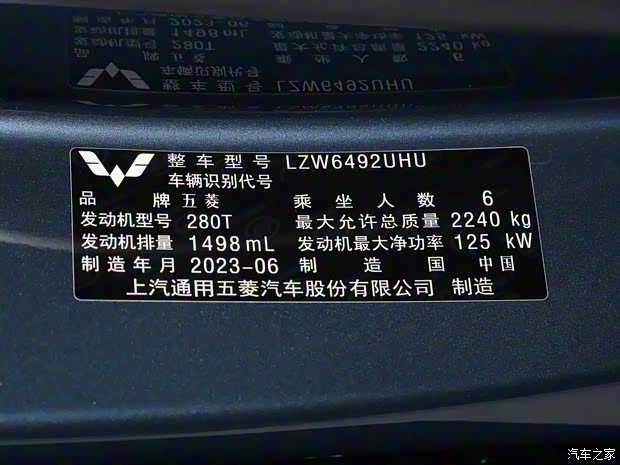 整车型号 LZW6492UHU
车辆识别代号
品牌 五菱 乘坐人数 6
发动机型号 280T 最大允许总质量 2240 kg
发动机排量 1498 mL 发动机最大净功率 125 kW
制造年月 2023-06 制造国 中国
上汽通用五菱汽车股份有限公司 制造
汽车之家